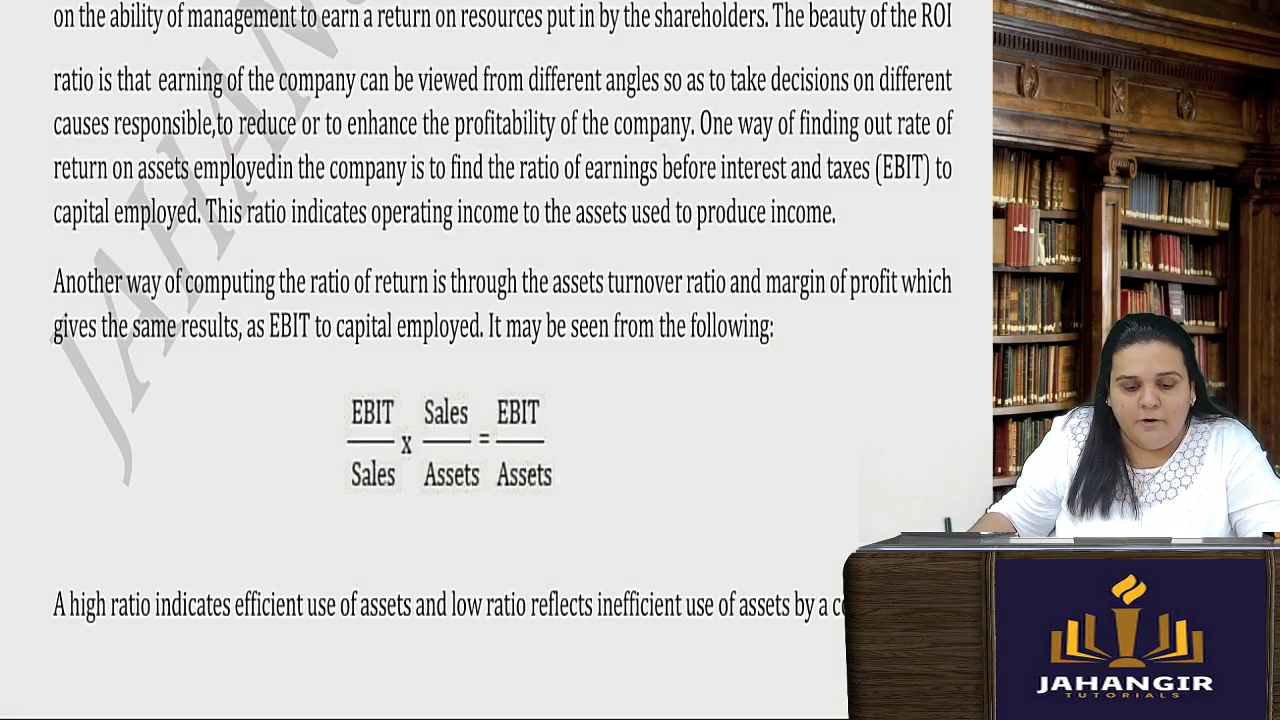 on the ability of management to earn a return on resources put in by the shareholders. The beauty of the ROI
ratio is that earning of the company can be viewed from different angles so as to take decisions on different
causes responsible,to reduce or to enhance the profitability of the company. One way of finding out rate of
return on assets employedin the company is to find the ratio of earnings before interest and taxes (EBIT) to
capital employed. This ratio indicates operating income to the assets used to produce income.
Another way of computing the ratio of return is through the assets turnover ratio and margin of profit which
gives the same results, as EBIT to capital employed. It may be seen from the following:
EBIT Sales EBIT
x =
Sales Assets Assets
A high ratio indicates efficient use of assets and low ratio reflects inefficient use of assets by a
JAHANGIR
TUTORIALS